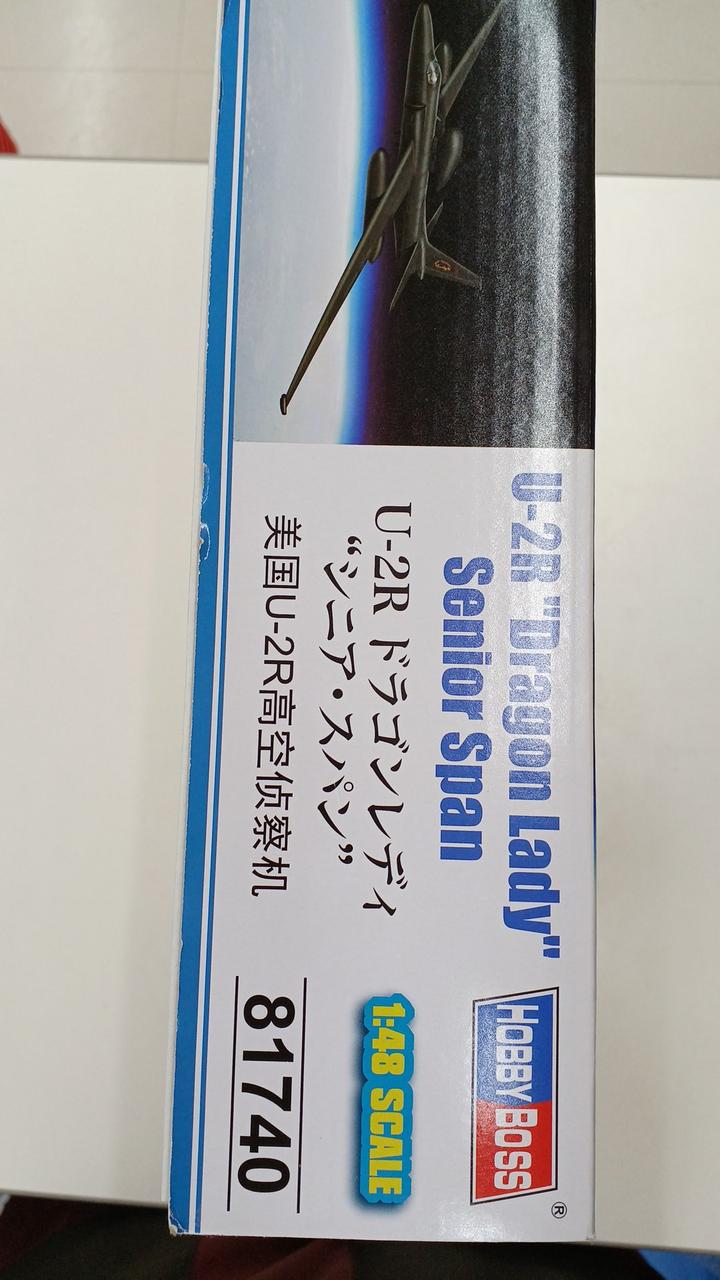 U-2R "Dragon Lady"
Senior Span
U-2R ドラゴンレディ
“シニア・スパン”
美国U-2R高空侦察机
HOBBY BOSS®
1:48 SCALE
81740